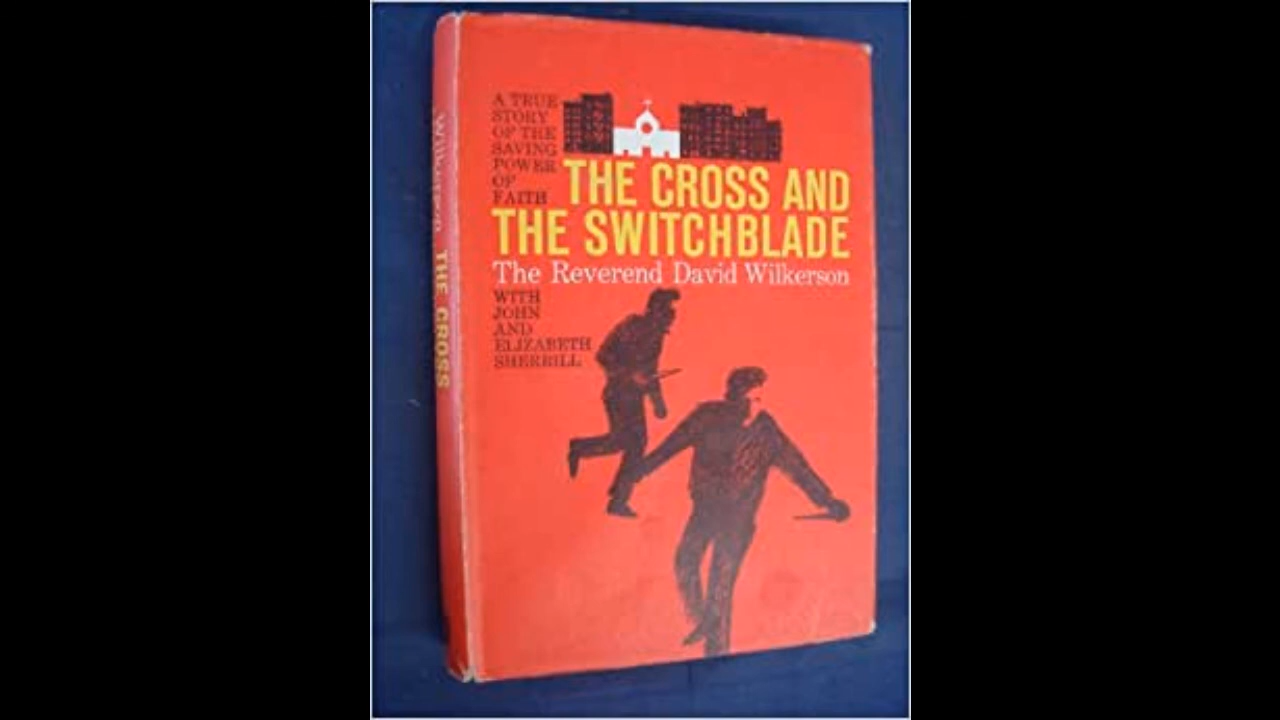 A TRUE
STORY
OF THE
SAVING
POWER
OF
FAITH
THE CROSS AND
THE SWITCHBLADE
The Reverend David Wilkerson
WITH
JOHN
AND
ELIZABETH
SHERRILL
Wilkerson THE CROSS